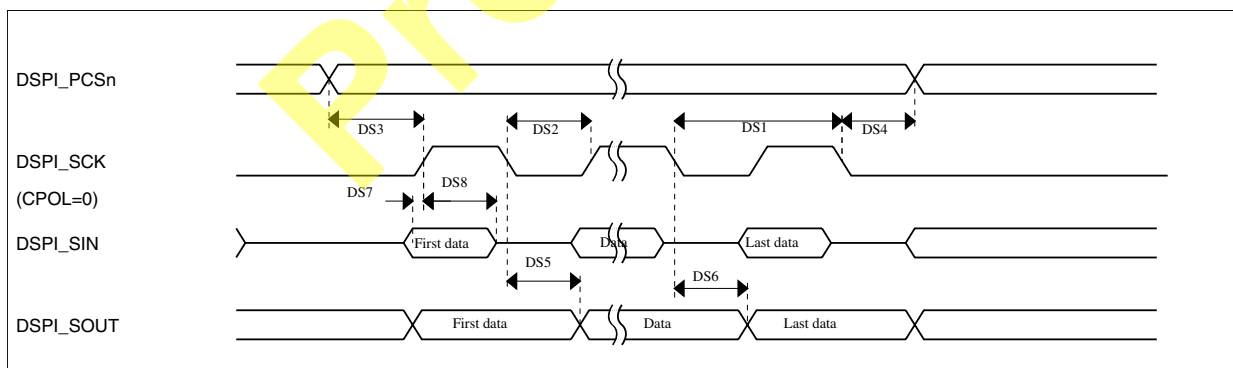 Pre
DSPI_PCSn
DS3
DS2
DS1
DS4
DSPI_SCK
(CPOL=0)
DS7
DS8
DSPI_SIN
First data
Data
Last data
DS5
DS6
DSPI_SOUT
First data
Data
Last data